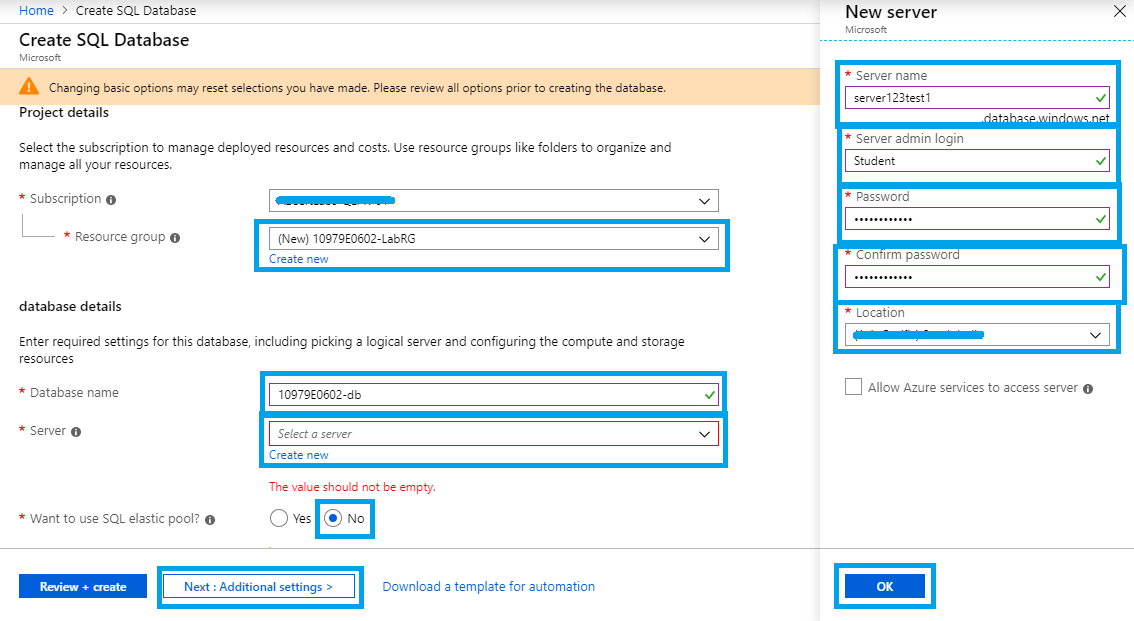 Home > Create SQL Database
Create SQL Database
Microsoft
Changing basic options may reset selections you have made. Please review all options prior to creating the database.
Project details
Select the subscription to manage deployed resources and costs. Use resource groups like folders to organize and
manage all your resources.
* Subscription
* Resource group
(New) 10979E0602-LabRG
Create new
database details
Enter required settings for this database, including picking a logical server and configuring the compute and storage
resources
* Database name
10979E0602-db
* Server
Select a server
Create new
The value should not be empty.
* Want to use SQL elastic pool?
Yes
No
Review + create
Next : Additional settings >
Download a template for automation
New server
Microsoft
* Server name
server123test1
.database.windows.net
* Server admin login
Student
* Password
••••••••••••
* Confirm password
••••••••••••
* Location
Allow Azure services to access server
OK